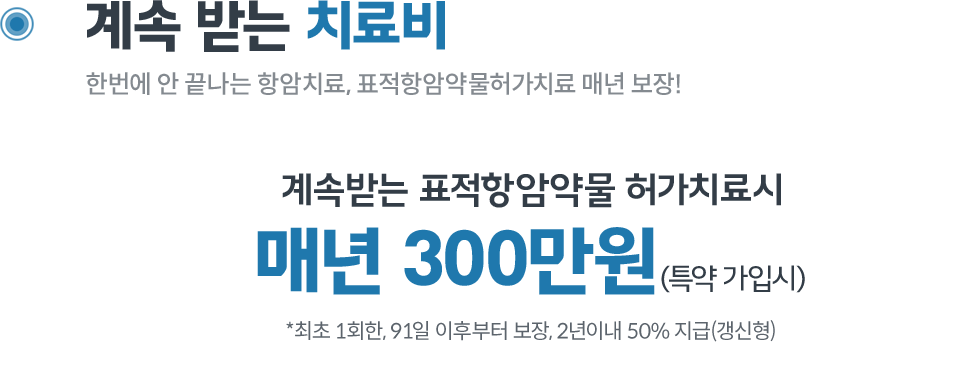 계속 받는 치료비
한번에 안 끝나는 항암치료, 표적항암약물허가치료 매년 보장!
계속받는 표적항암약물 허가치료시
매년 300만원(특약 가입시)
*최초 1회한, 91일 이후부터 보장, 2년이내 50% 지급(갱신형)